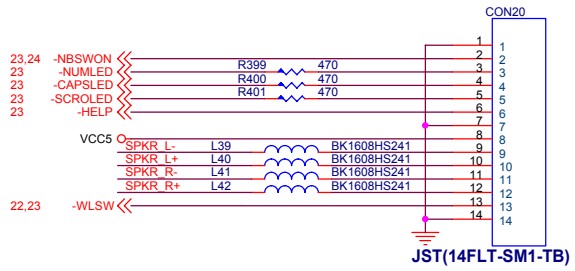 CON20
1 1
23,24 -NBSWON 2 2
23 -NUMLED R399 470 3 3
23 -CAPSLED R400 470 4 4
23 -SCROLED R401 470 5 5
23 -HELP 6 6
7 7
VCC5 8 8
SPKR_L- L39 BK1608HS241 9 9
SPKR_L+ L40 BK1608HS241 10 10
SPKR_R- L41 BK1608HS241 11 11
SPKR_R+ L42 BK1608HS241 12 12
22,23 -WLSW 13 13
14 14
JST(14FLT-SM1-TB)